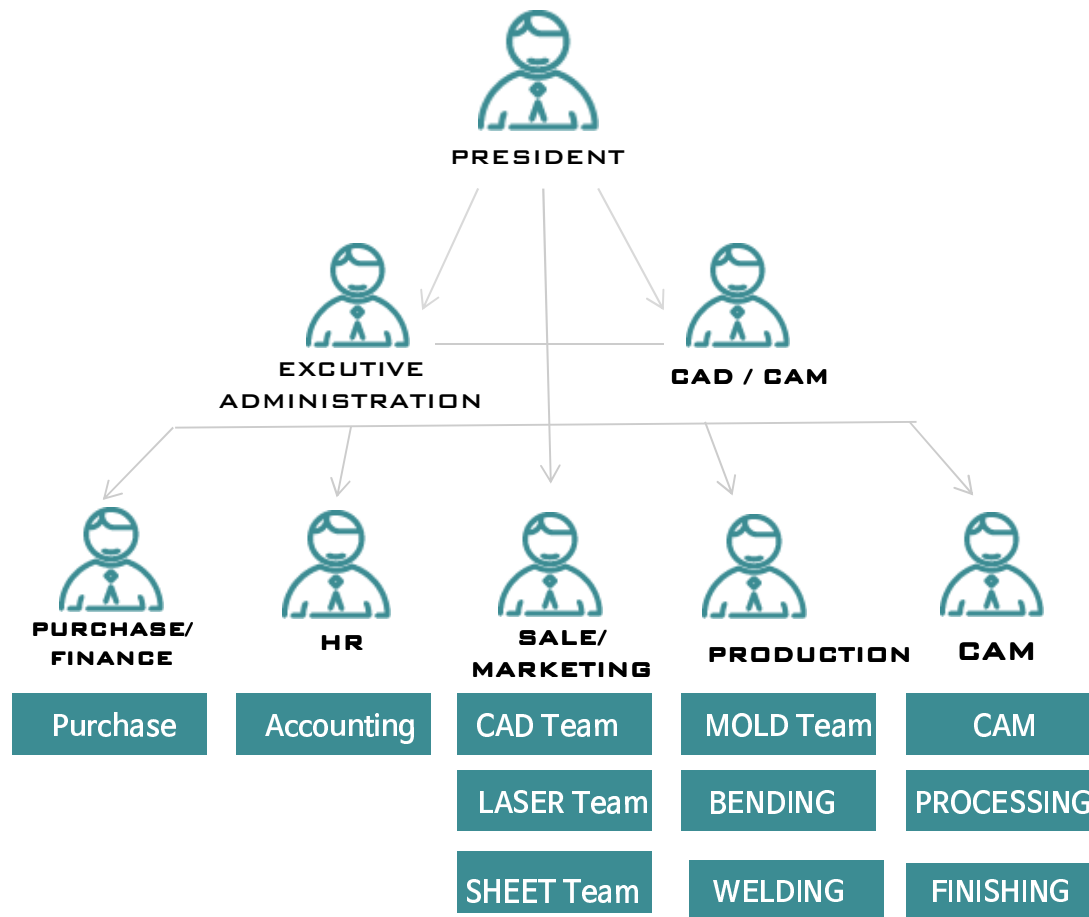 PRESIDENT
EXCUTIVE
ADMINISTRATION
CAD / CAM
PURCHASE/
FINANCE
HR
SALE/
MARKETING
PRODUCTION
CAM
Purchase
Accounting
CAD Team
MOLD Team
CAM
LASER Team
BENDING
PROCESSING
SHEET Team
WELDING
FINISHING